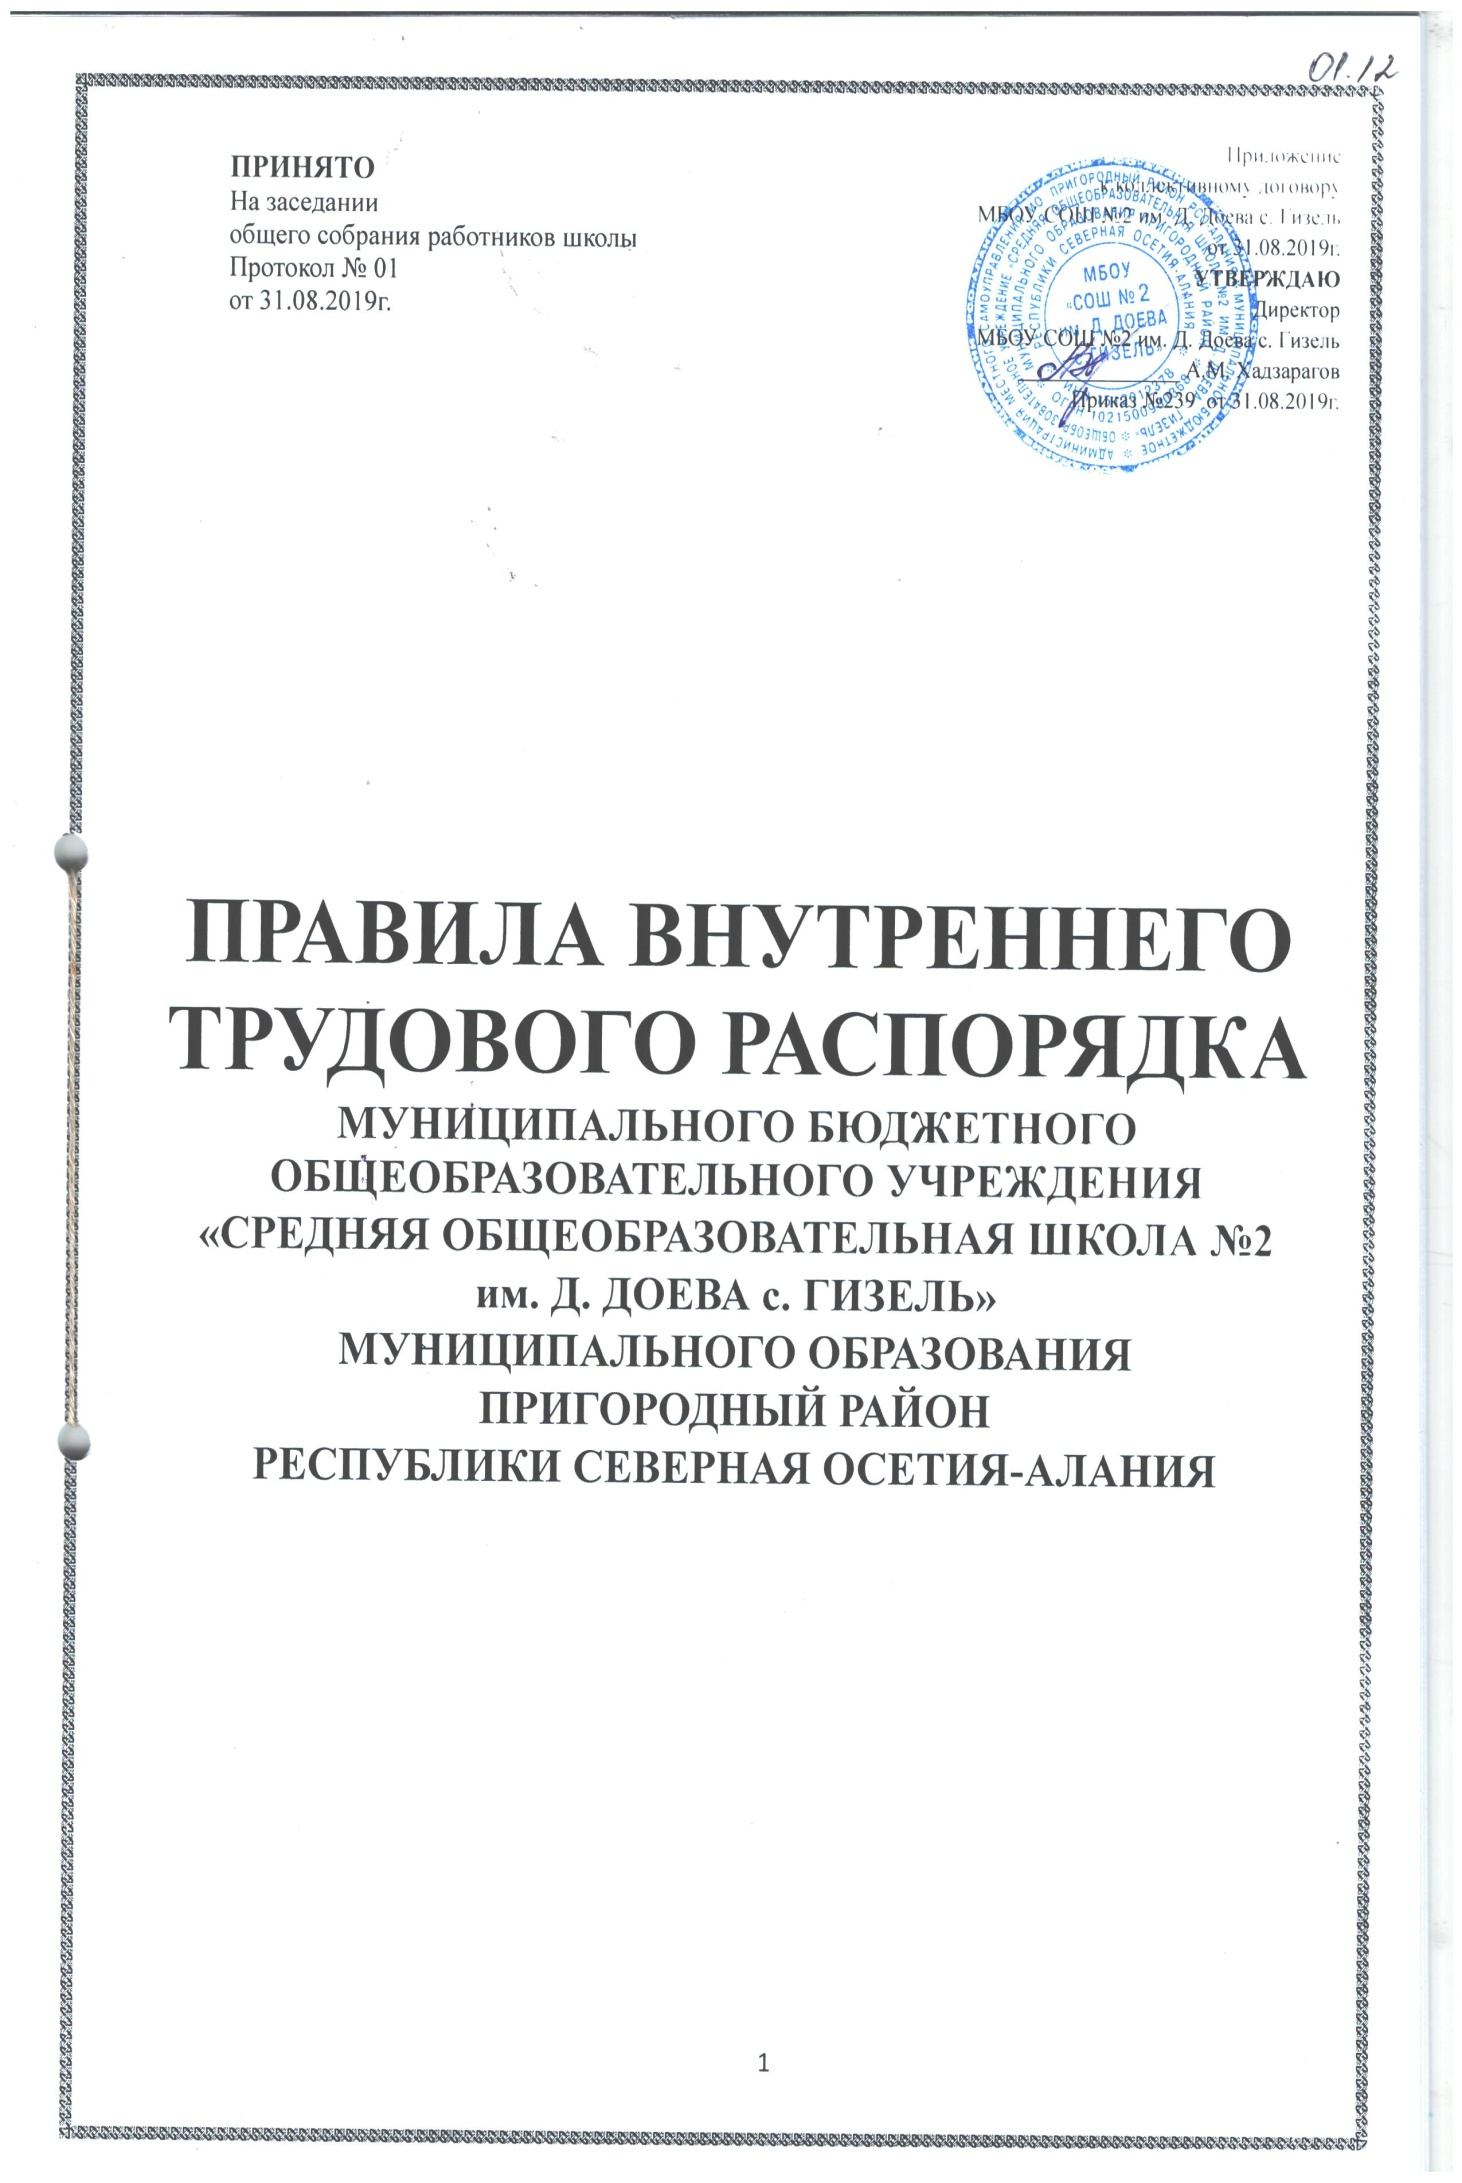 01.12
ПРИНЯТО
На заседании
общего собрания работников школы
Протокол № 01
от 31.08.2019г.
Приложение
к коллективному договору
МБОУ СОШ №2 им. Д. Доева с. Гизель
от 31.08.2019г.
УТВЕРЖДАЮ
Директор
МБОУ СОШ №2 им. Д. Доева с. Гизель
А.М. Хадзарагов
Приказ №239 от 31.08.2019г.
МБОУ
«СОШ № 2
им. Д. ДОЕВА
ГИЗЕЛЬ»
ПРАВИЛА ВНУТРЕННЕГО
ТРУДОВОГО РАСПОРЯДКА
МУНИЦИПАЛЬНОГО БЮДЖЕТНОГО
ОБЩЕОБРАЗОВАТЕЛЬНОГО УЧРЕЖДЕНИЯ
«СРЕДНЯЯ ОБЩЕОБРАЗОВАТЕЛЬНАЯ ШКОЛА №2
им. Д. ДОЕВА с. ГИЗЕЛЬ»
МУНИЦИПАЛЬНОГО ОБРАЗОВАНИЯ
ПРИГОРОДНЫЙ РАЙОН
РЕСПУБЛИКИ СЕВЕРНАЯ ОСЕТИЯ-АЛАНИЯ
1